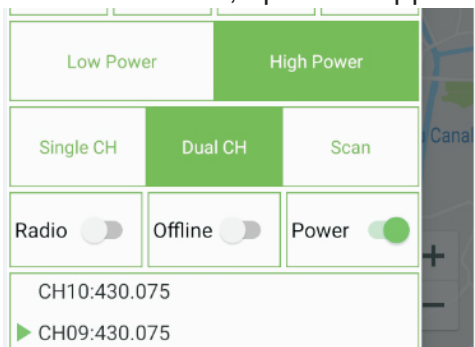 Low Power High Power
Single CH Dual CH Scan
Canal
Radio Offline Power
+
−
CH10:430.075
CH09:430.075